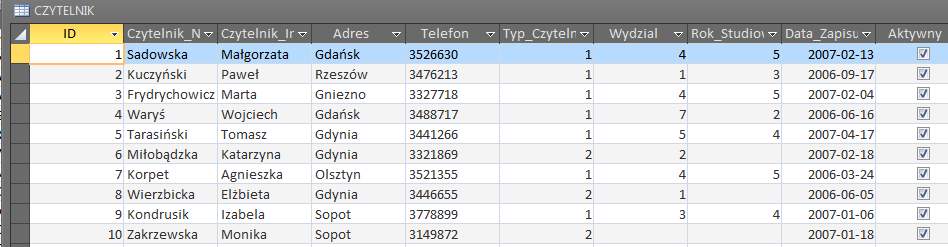 CZYTELNIK
ID Czytelnik_N Czytelnik_Ir Adres Telefon Typ_Czyteln Wydzial Rok_Studiow Data_Zapisu Aktywny
1 Sadowska Małgorzata Gdańsk 3526630 1 4 5 2007-02-13
2 Kuczyński Paweł Rzeszów 3476213 1 1 3 2006-09-17
3 Frydrychowicz Marta Gniezno 3327718 1 4 5 2007-02-04
4 Waryś Wojciech Gdańsk 3488717 1 7 2 2006-06-16
5 Tarasiński Tomasz Gdynia 3441266 1 5 4 2007-04-17
6 Miłobądzka Katarzyna Gdynia 3321869 2 2 2007-02-18
7 Korpet Agnieszka Olsztyn 3521355 1 4 5 2006-03-24
8 Wierzbicka Elżbieta Gdynia 3446655 2 1 2006-06-05
9 Kondrusik Izabela Sopot 3778899 1 3 4 2007-01-06
10 Zakrzewska Monika Sopot 3149872 2 2007-01-18